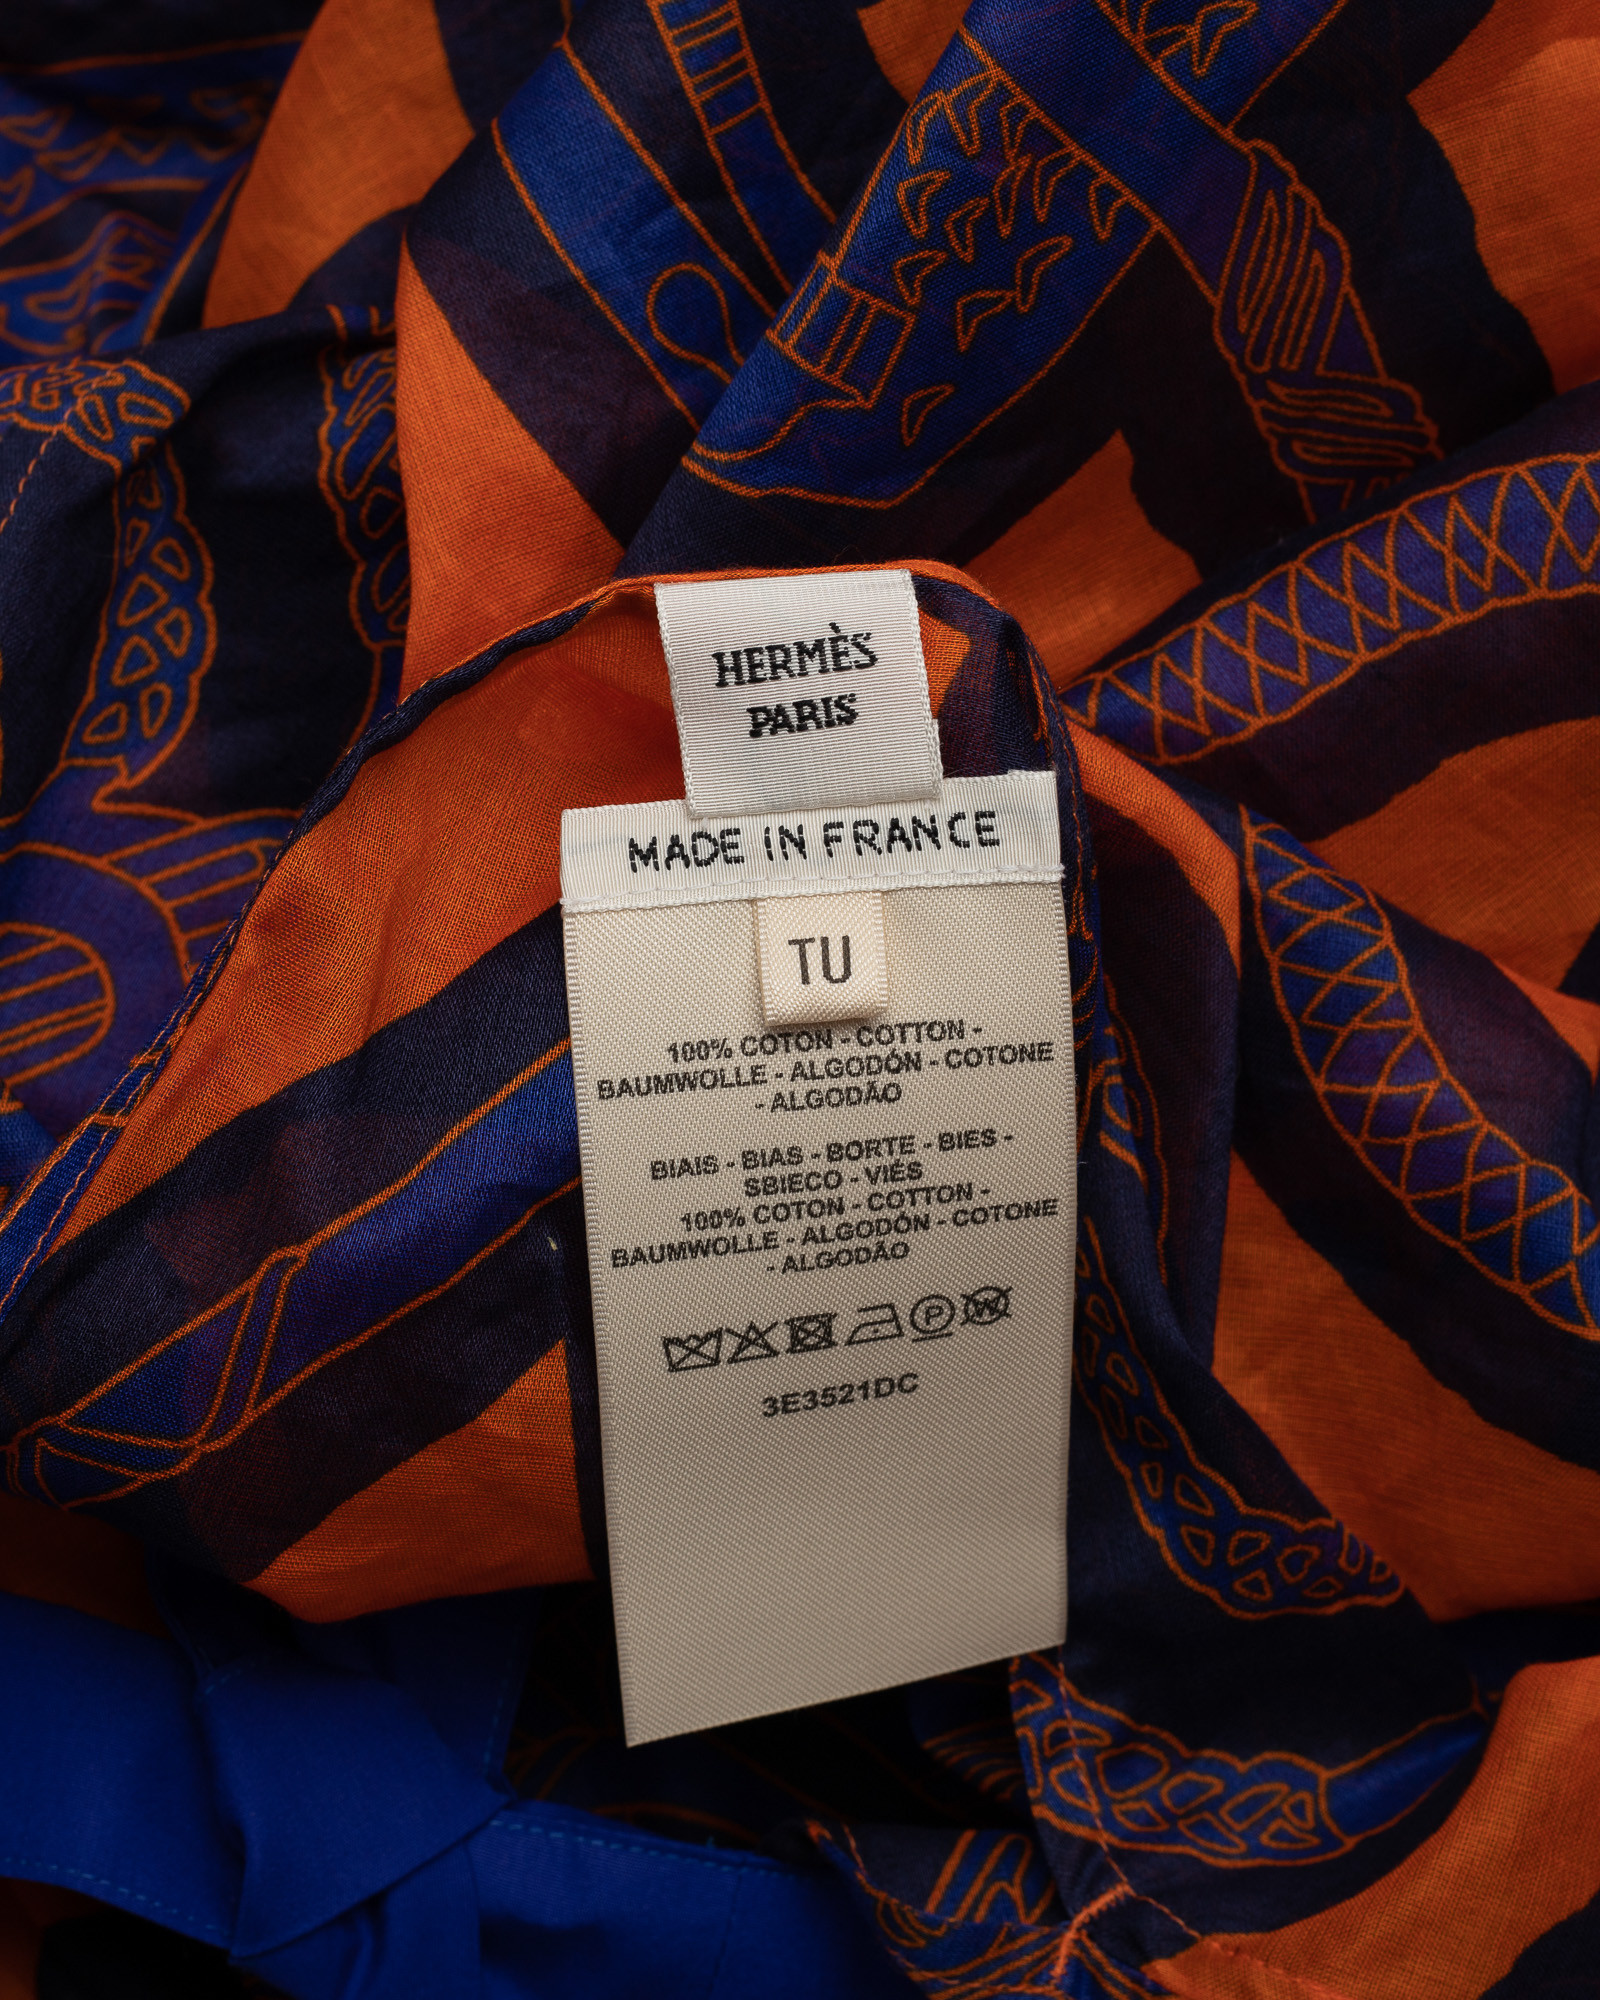 HERMÈS
PARIS
MADE IN FRANCE
TU
100% COTON - COTTON -
BAUMWOLLE - ALGODÓN - COTONE
- ALGODÃO
BIAIS - BIAS - BORTE - BIES -
SBIECO - VIÉS
100% COTON - COTTON -
BAUMWOLLE - ALGODÓN - COTONE
- ALGODÃO
P W
3E3521DC